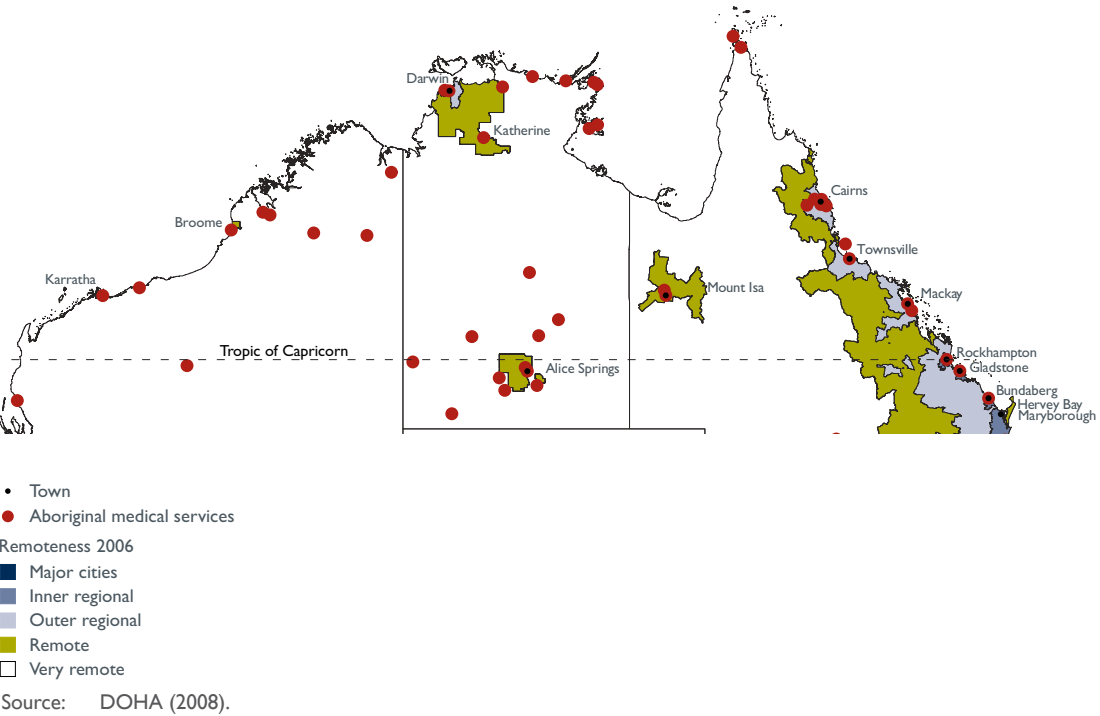 Darwin
Katherine
Cairns
Broome
Townsville
Karratha
Mount Isa
Mackay
Tropic of Capricorn
Rockhampton
Alice Springs
Gladstone
Bundaberg
Hervey Bay
Maryborough
Town
Aboriginal medical services
Remoteness 2006
Major cities
Inner regional
Outer regional
Remote
Very remote
Source: DOHA (2008).